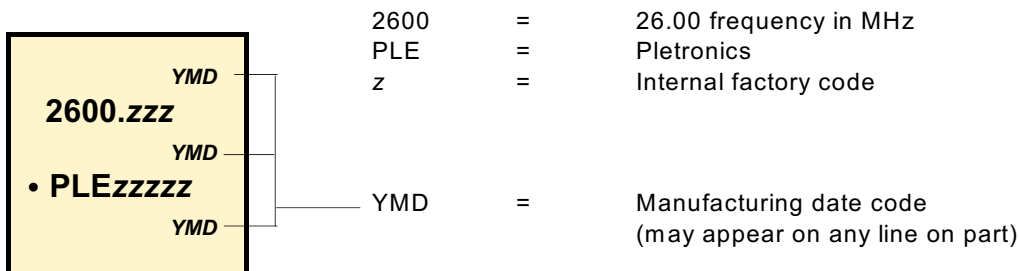 YMD
2600.zzz
YMD
• PLEzzzzz
YMD
2600 = 26.00 frequency in MHz
PLE = Pletronics
z = Internal factory code
YMD = Manufacturing date code
(may appear on any line on part)